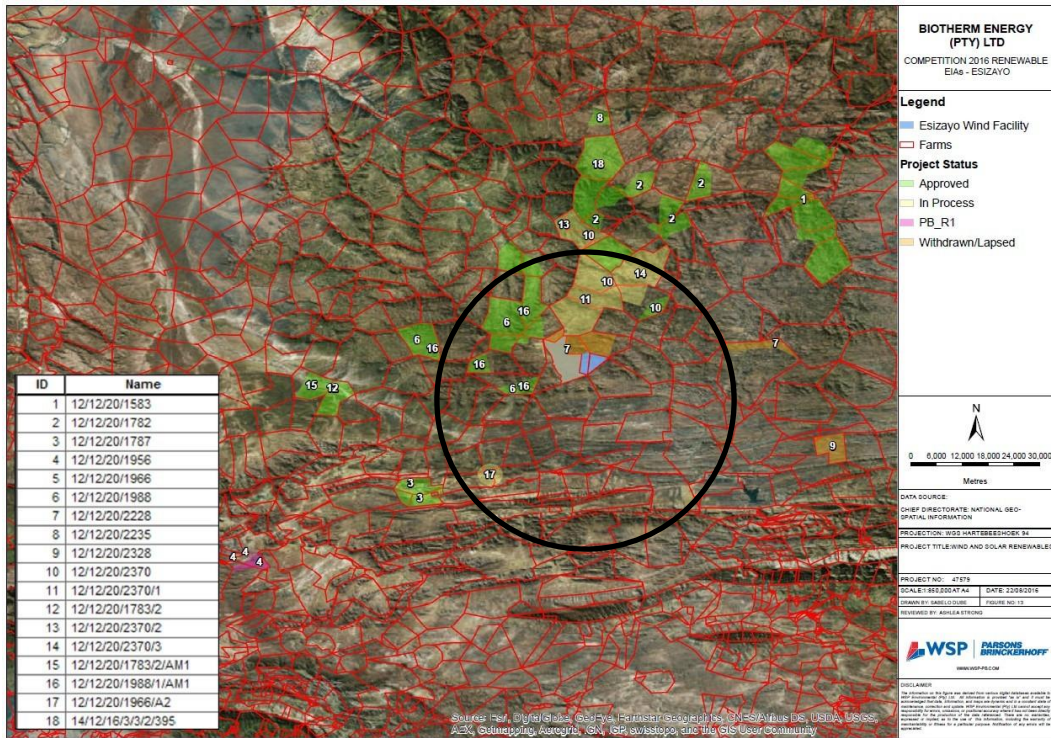 BIOTHERM ENERGY
(PTY) LTD
COMPETITION 2016 RENEWABLE
EIAs - ESIZAYO
Legend
Esizayo Wind Facility
Farms
Project Status
Approved
In Process
PB_R1
Withdrawn/Lapsed
N
0 6,000 12,000 18,000 24,000 30,000
Metres
DATA SOURCE:
CHIEF DIRECTORATE: NATIONAL GEO-
SPATIAL INFORMATION
PROJECTION: WGS HARTEBEESHOEK 94
PROJECT TITLE:WIND AND SOLAR RENEWABLES
PROJECT NO: 47579
SCALE:1:850,000 AT A4 DATE: 22/08/2016
DRAWN BY: SABELO DUBE FIGURE NO: 13
REVIEWED BY: ASHLEA STRONG
WSP PARSONS
BRINCKERHOFF
WWW.WSP-PB.COM
DISCLAIMER
8
18
2
2
1
2
2
13
10
14
10
11
10
16
6
6
16
7
7
16
6 16
15
12
9
17
3
3
4
4
4
ID Name
1 12/12/20/1583
2 12/12/20/1782
3 12/12/20/1787
4 12/12/20/1956
5 12/12/20/1966
6 12/12/20/1988
7 12/12/20/2228
8 12/12/20/2235
9 12/12/20/2328
10 12/12/20/2370
11 12/12/20/2370/1
12 12/12/20/1783/2
13 12/12/20/2370/2
14 12/12/20/2370/3
15 12/12/20/1783/2/AM1
16 12/12/20/1988/1/AM1
17 12/12/20/1966/A2
18 14/12/16/3/3/2/395
Source: Esri, DigitalGlobe, GeoEye, Earthstar Geographics, CNES/Airbus DS, USDA, USGS,
AEX, Getmapping, Aerogrid, IGN, IGP, swisstopo, and the GIS User Community